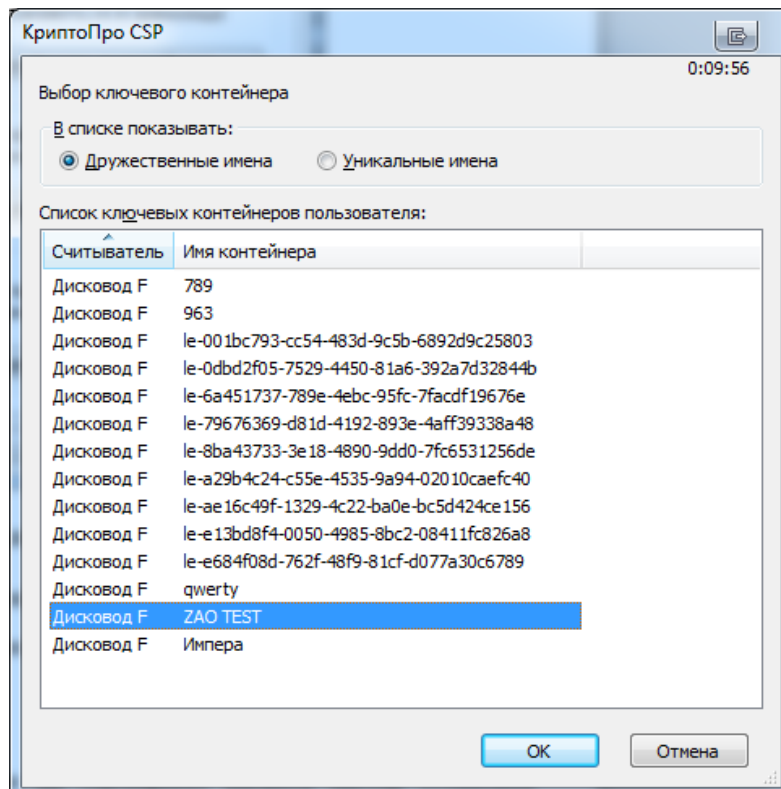 КриптоПро CSP
0:09:56
Выбор ключевого контейнера
В списке показывать:
Дружественные имена Уникальные имена
Список ключевых контейнеров пользователя:
Считыватель Имя контейнера
Дисковод F 789
Дисковод F 963
Дисковод F le-001bc793-cc54-483d-9c5b-6892d9c25803
Дисковод F le-0dbd2f05-7529-4450-81a6-392a7d32844b
Дисковод F le-6a451737-789e-4ebc-95fc-7facdf19676e
Дисковод F le-79676369-d81d-4192-893e-4aff39338a48
Дисковод F le-8ba43733-3e18-4890-9dd0-7fc6531256de
Дисковод F le-a29b4c24-c55e-4535-9a94-02010caefc40
Дисковод F le-ae16c49f-1329-4c22-ba0e-bc5d424ce156
Дисковод F le-e13bd8f4-0050-4985-8bc2-08411fc826a8
Дисковод F le-e684f08d-762f-48f9-81cf-d077a30c6789
Дисковод F qwerty
Дисковод F ZAO TEST
Дисковод F Импера
OK Отмена